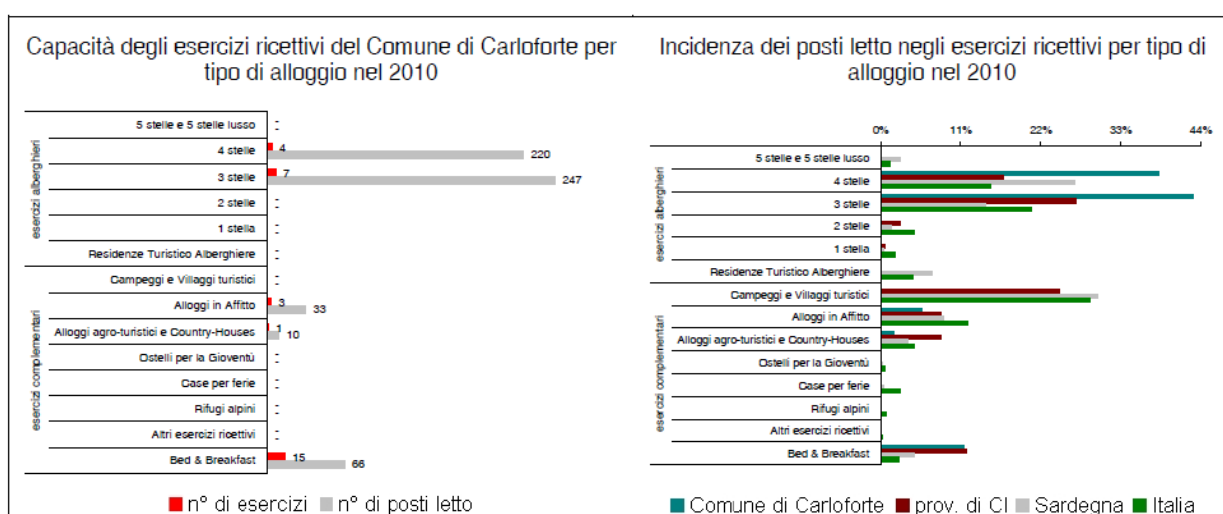 Capacità degli esercizi ricettivi del Comune di Carloforte per
tipo di alloggio nel 2010
esercizi alberghieri
5 stelle e 5 stelle lusso - -
4 stelle 4 220
3 stelle 7 247
2 stelle - -
1 stella - -
Residenze Turistico Alberghiere - -
esercizi complementari
Campeggi e Villaggi turistici - -
Alloggi in Affitto 3 33
Alloggi agro-turistici e Country-Houses 1 10
Ostelli per la Gioventù - -
Case per ferie - -
Rifugi alpini - -
Altri esercizi ricettivi - -
Bed & Breakfast 15 66
n° di esercizi n° di posti letto
Incidenza dei posti letto negli esercizi ricettivi per tipo di
alloggio nel 2010
0% 11% 22% 33% 44%
esercizi alberghieri
5 stelle e 5 stelle lusso
4 stelle
3 stelle
2 stelle
1 stella
Residenze Turistico Alberghiere
esercizi complementari
Campeggi e Villaggi turistici
Alloggi in Affitto
Alloggi agro-turistici e Country-Houses
Ostelli per la Gioventù
Case per ferie
Rifugi alpini
Altri esercizi ricettivi
Bed & Breakfast
Comune di Carloforte prov. di CI Sardegna Italia